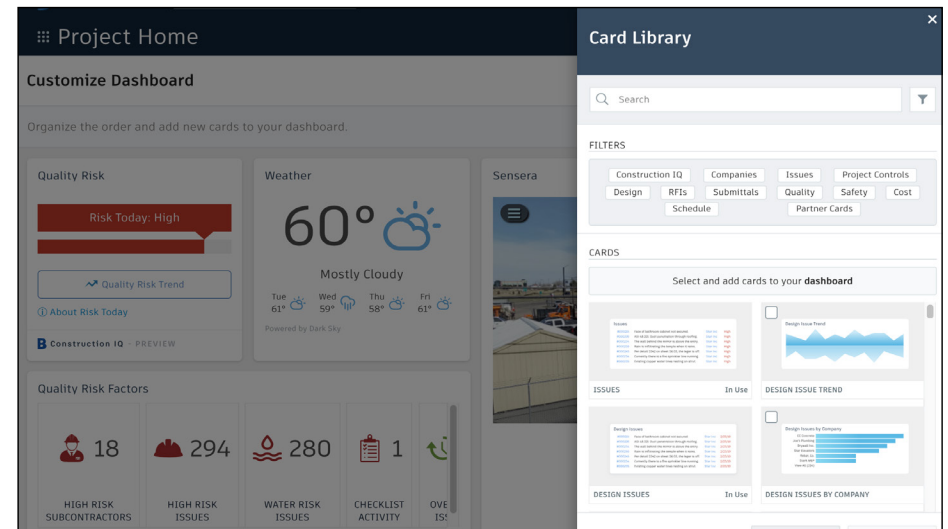 Project Home
Customize Dashboard
Organize the order and add new cards to your dashboard.
Quality Risk
Risk Today: High
Quality Risk Trend
About Risk Today
B Construction IQ - PREVIEW
Weather
60°
Mostly Cloudy
Tue 61° Wed 59° Thu 58° Fri 61°
Powered by Dark Sky
Sensera
Quality Risk Factors
18
HIGH RISK
SUBCONTRACTORS
294
HIGH RISK
ISSUES
280
WATER RISK
ISSUES
1
CHECKLIST
ACTIVITY
OVE
Card Library
Search
FILTERS
Construction IQ Companies Issues Project Controls
Design RFIs Submittals Quality Safety Cost
Schedule Partner Cards
CARDS
Select and add cards to your dashboard
Issues
ISSUES In Use
Design Issue Trend
DESIGN ISSUE TREND
Design Issues
DESIGN ISSUES In Use
Design Issues by Company
DESIGN ISSUES BY COMPANY